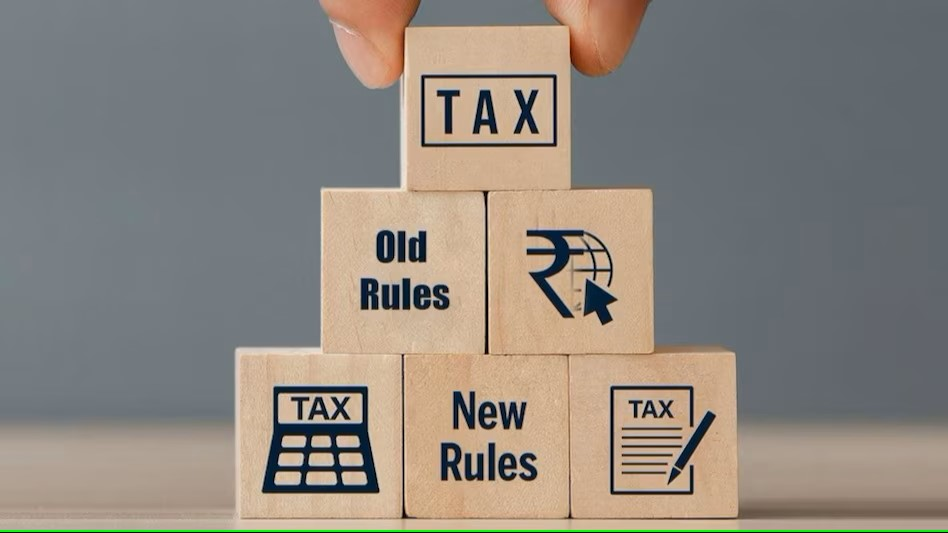 TAX
Old
Rules
₹
TAX
New
Rules
TAX